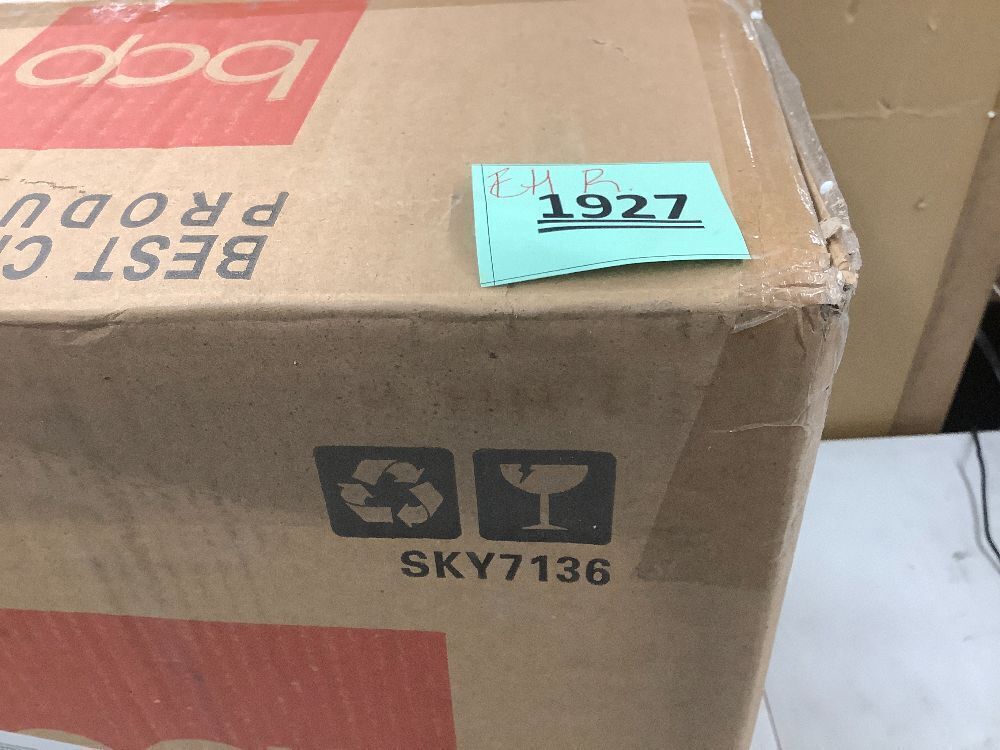 bcp
BEST C
PRODU
EH R.
1927
SKY7136